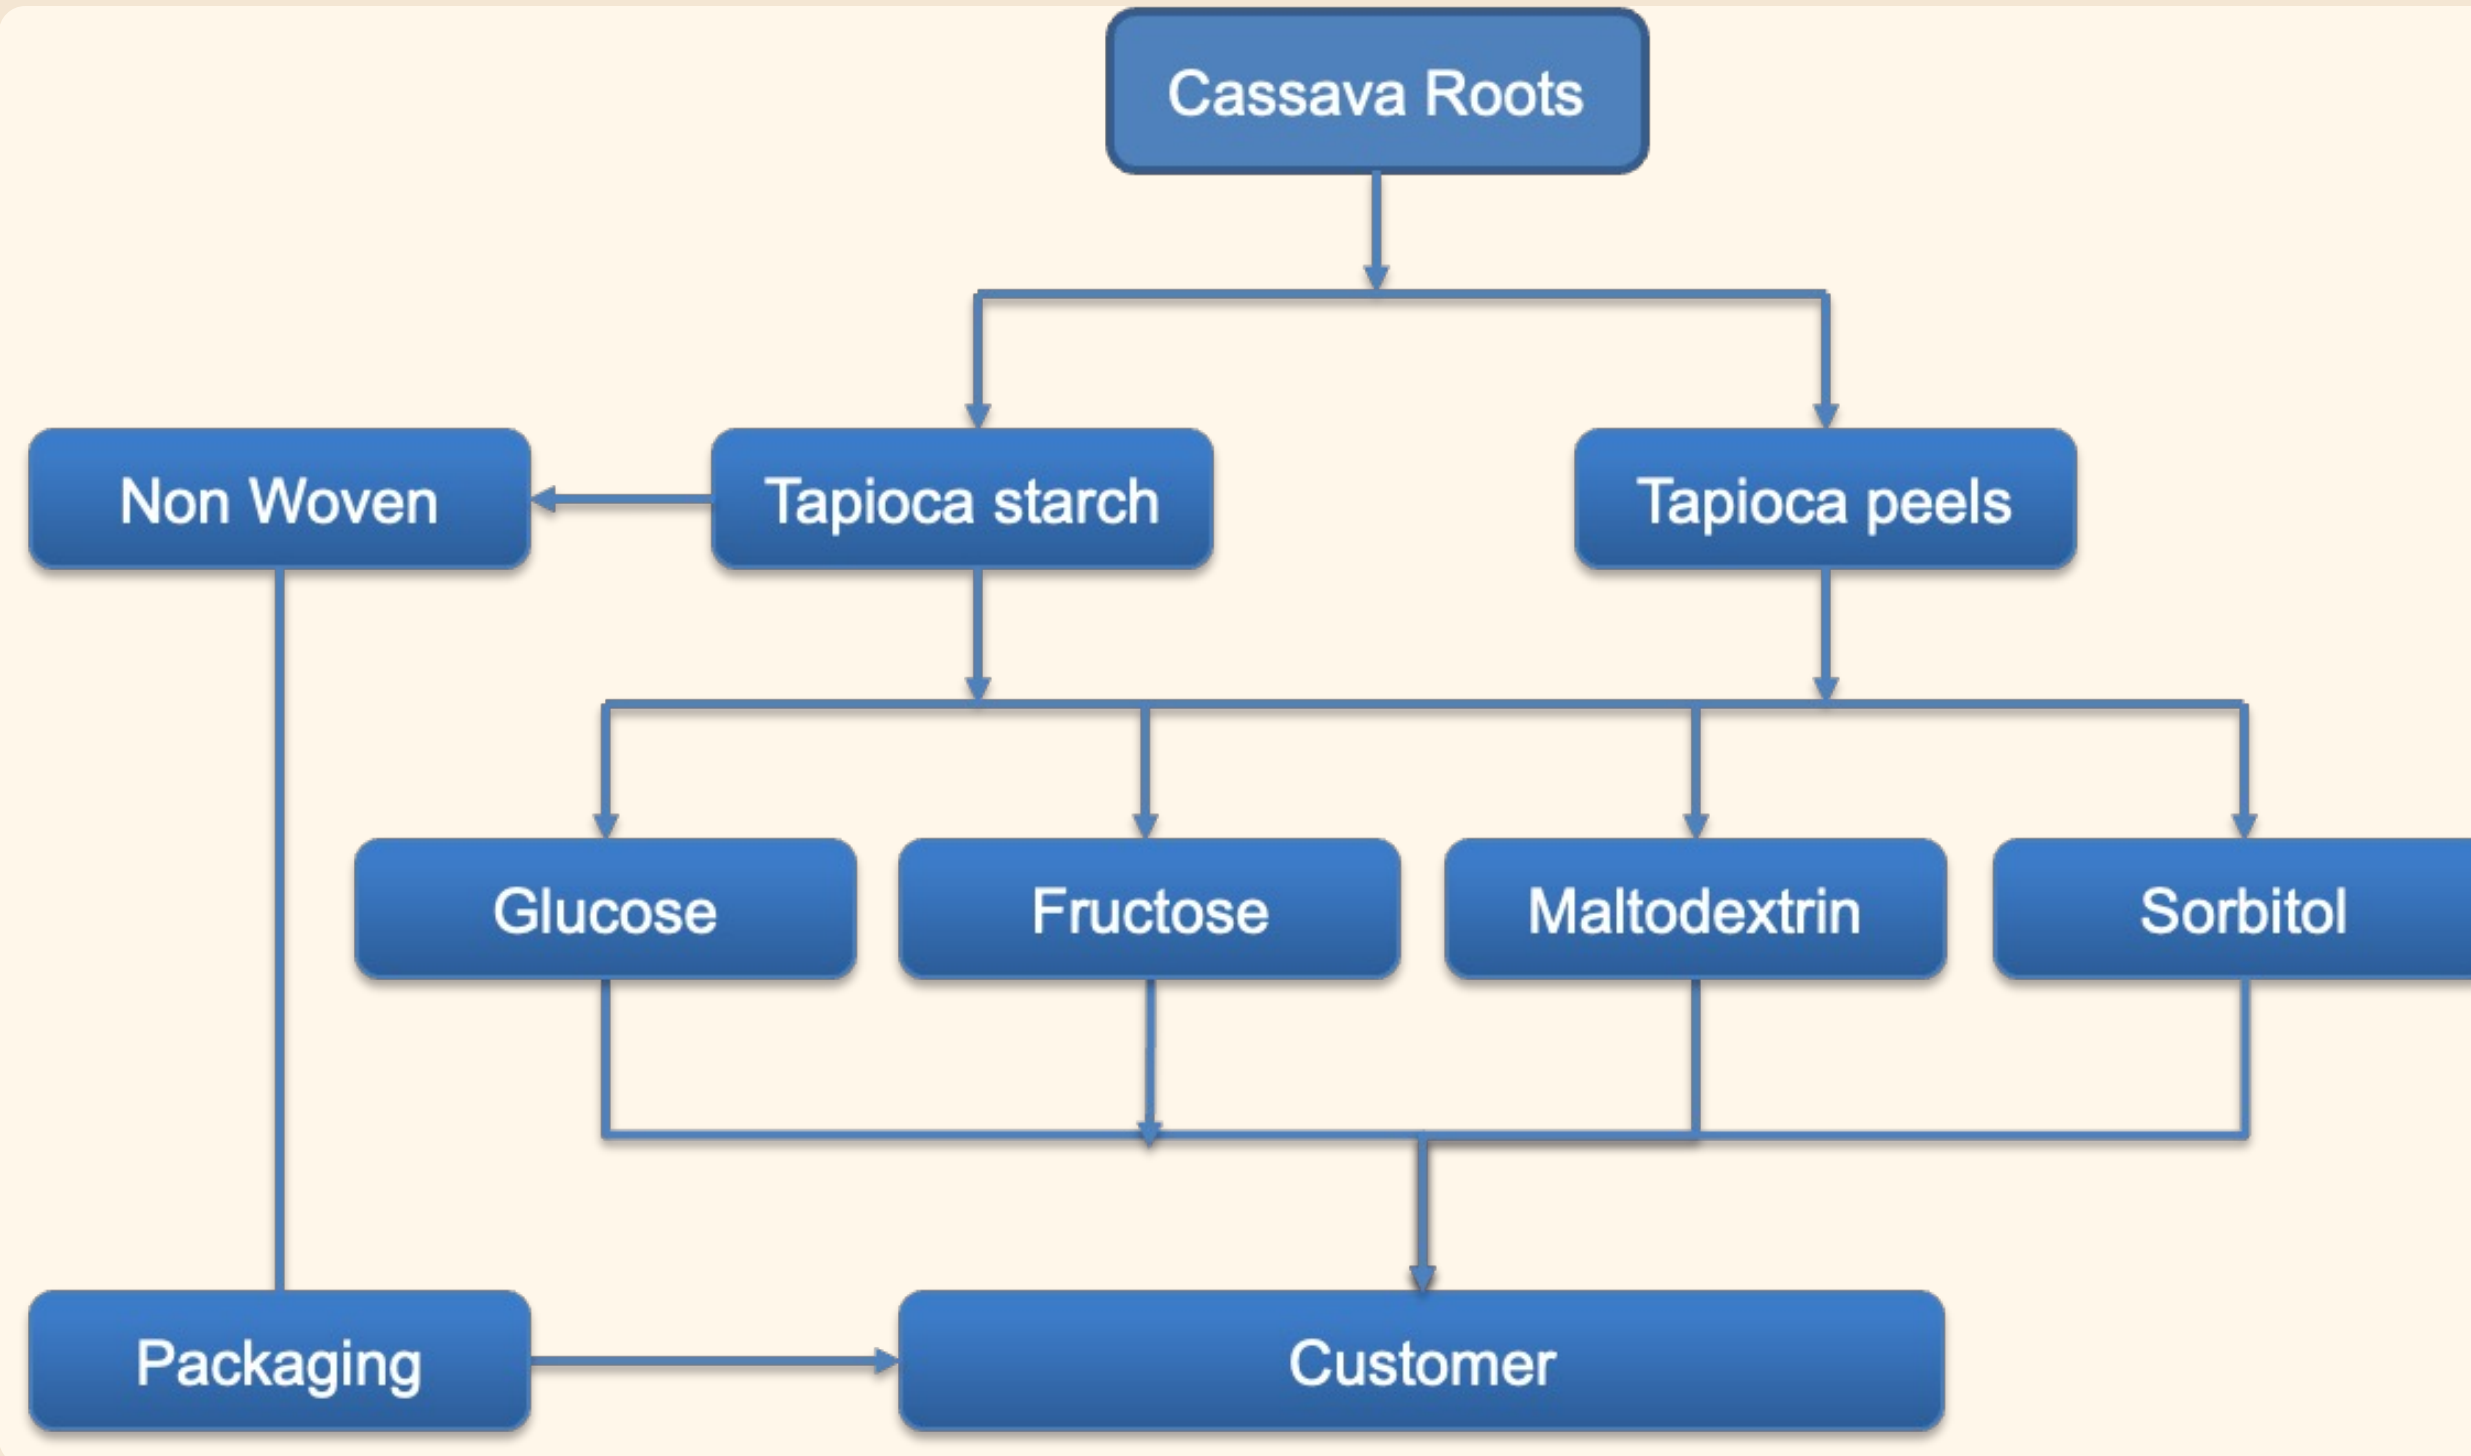 Cassava Roots
Non Woven
Tapioca starch
Tapioca peels
Glucose
Fructose
Maltodextrin
Sorbitol
Packaging
Customer